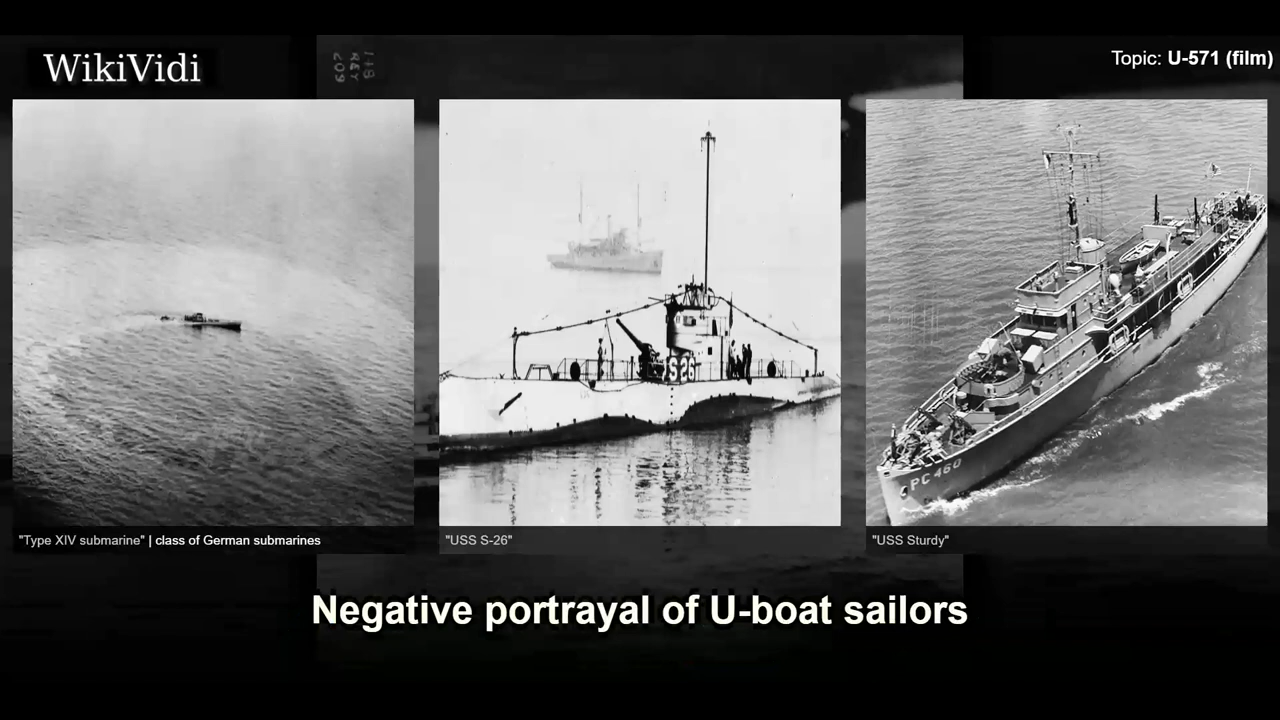 WikiVidi
Topic: U-571 (film)
S-26
PC 460
"Type XIV submarine" | class of German submarines
"USS S-26"
"USS Sturdy"
Negative portrayal of U-boat sailors